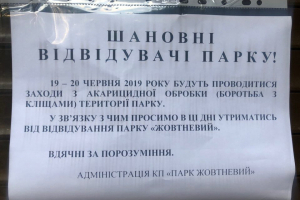 ШАНОВНІ
ВІДВІДУВАЧІ ПАРКУ!
19 – 20 ЧЕРВНЯ 2019 РОКУ БУДУТЬ ПРОВОДИТИСЯ
ЗАХОДИ З АКАРИЦИДНОЇ ОБРОБКИ (БОРОТЬБА З
КЛІЩАМИ) ТЕРИТОРІЇ ПАРКУ.
У ЗВ'ЯЗКУ З ЧИМ ПРОСИМО В ЦІ ДНІ УТРИМАТИСЬ
ВІД ВІДВІДУВАННЯ ПАРКУ «ЖОВТНЕВИЙ».
ВДЯЧНІ ЗА ПОРОЗУМІННЯ.
АДМІНІСТРАЦІЯ КП «ПАРК ЖОВТНЕВИЙ»